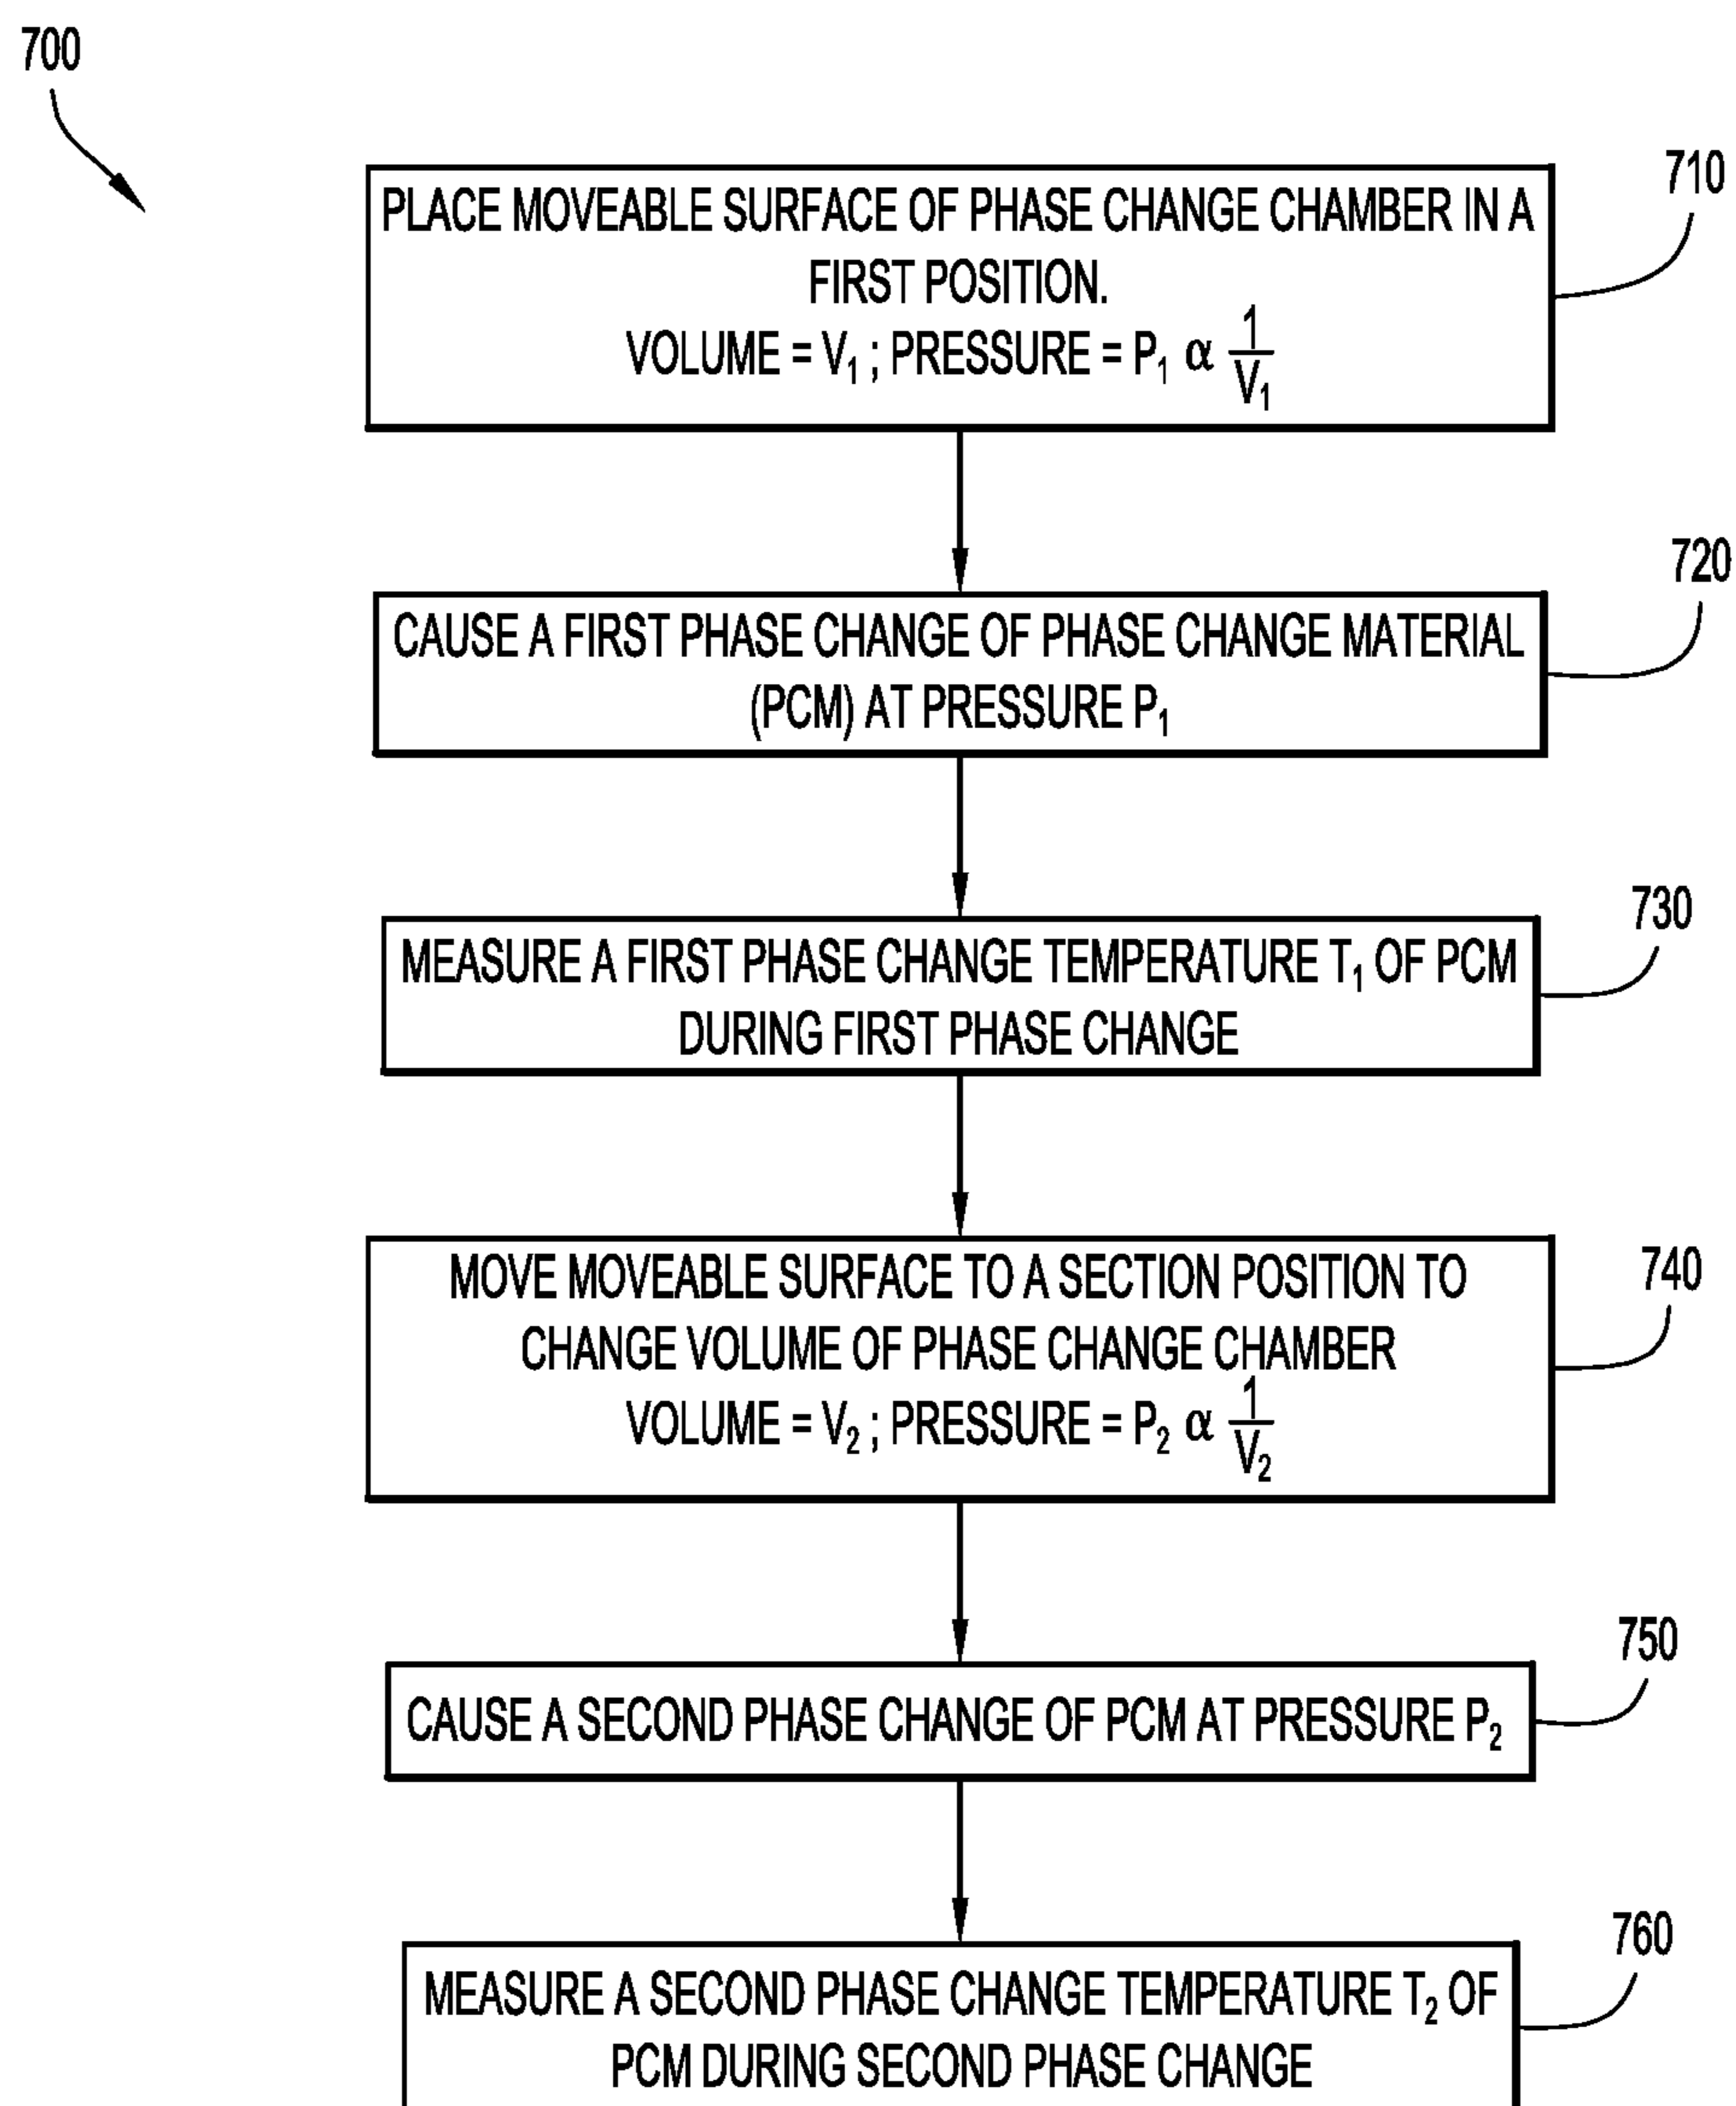 700
710
PLACE MOVEABLE SURFACE OF PHASE CHANGE CHAMBER IN A
FIRST POSITION.
VOLUME = V₁ ; PRESSURE = P₁ α 1/V₁
720
CAUSE A FIRST PHASE CHANGE OF PHASE CHANGE MATERIAL
(PCM) AT PRESSURE P₁
730
MEASURE A FIRST PHASE CHANGE TEMPERATURE T₁ OF PCM
DURING FIRST PHASE CHANGE
740
MOVE MOVEABLE SURFACE TO A SECTION POSITION TO
CHANGE VOLUME OF PHASE CHANGE CHAMBER
VOLUME = V₂ ; PRESSURE = P₂ α 1/V₂
750
CAUSE A SECOND PHASE CHANGE OF PCM AT PRESSURE P₂
760
MEASURE A SECOND PHASE CHANGE TEMPERATURE T₂ OF
PCM DURING SECOND PHASE CHANGE